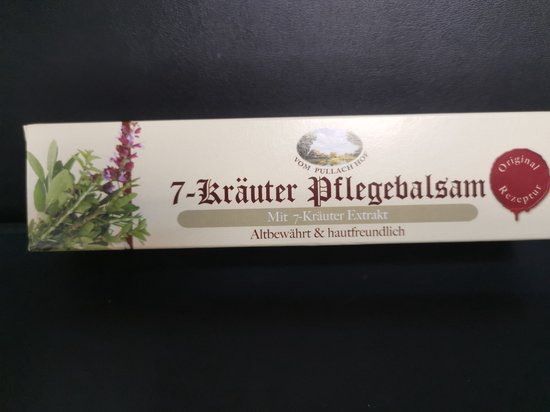 VOM PULLACH HOF
7-Kräuter Pflegebalsam
Mit 7-Kräuter Extrakt
Altbewährt & hautfreundlich
Original
Rezeptur